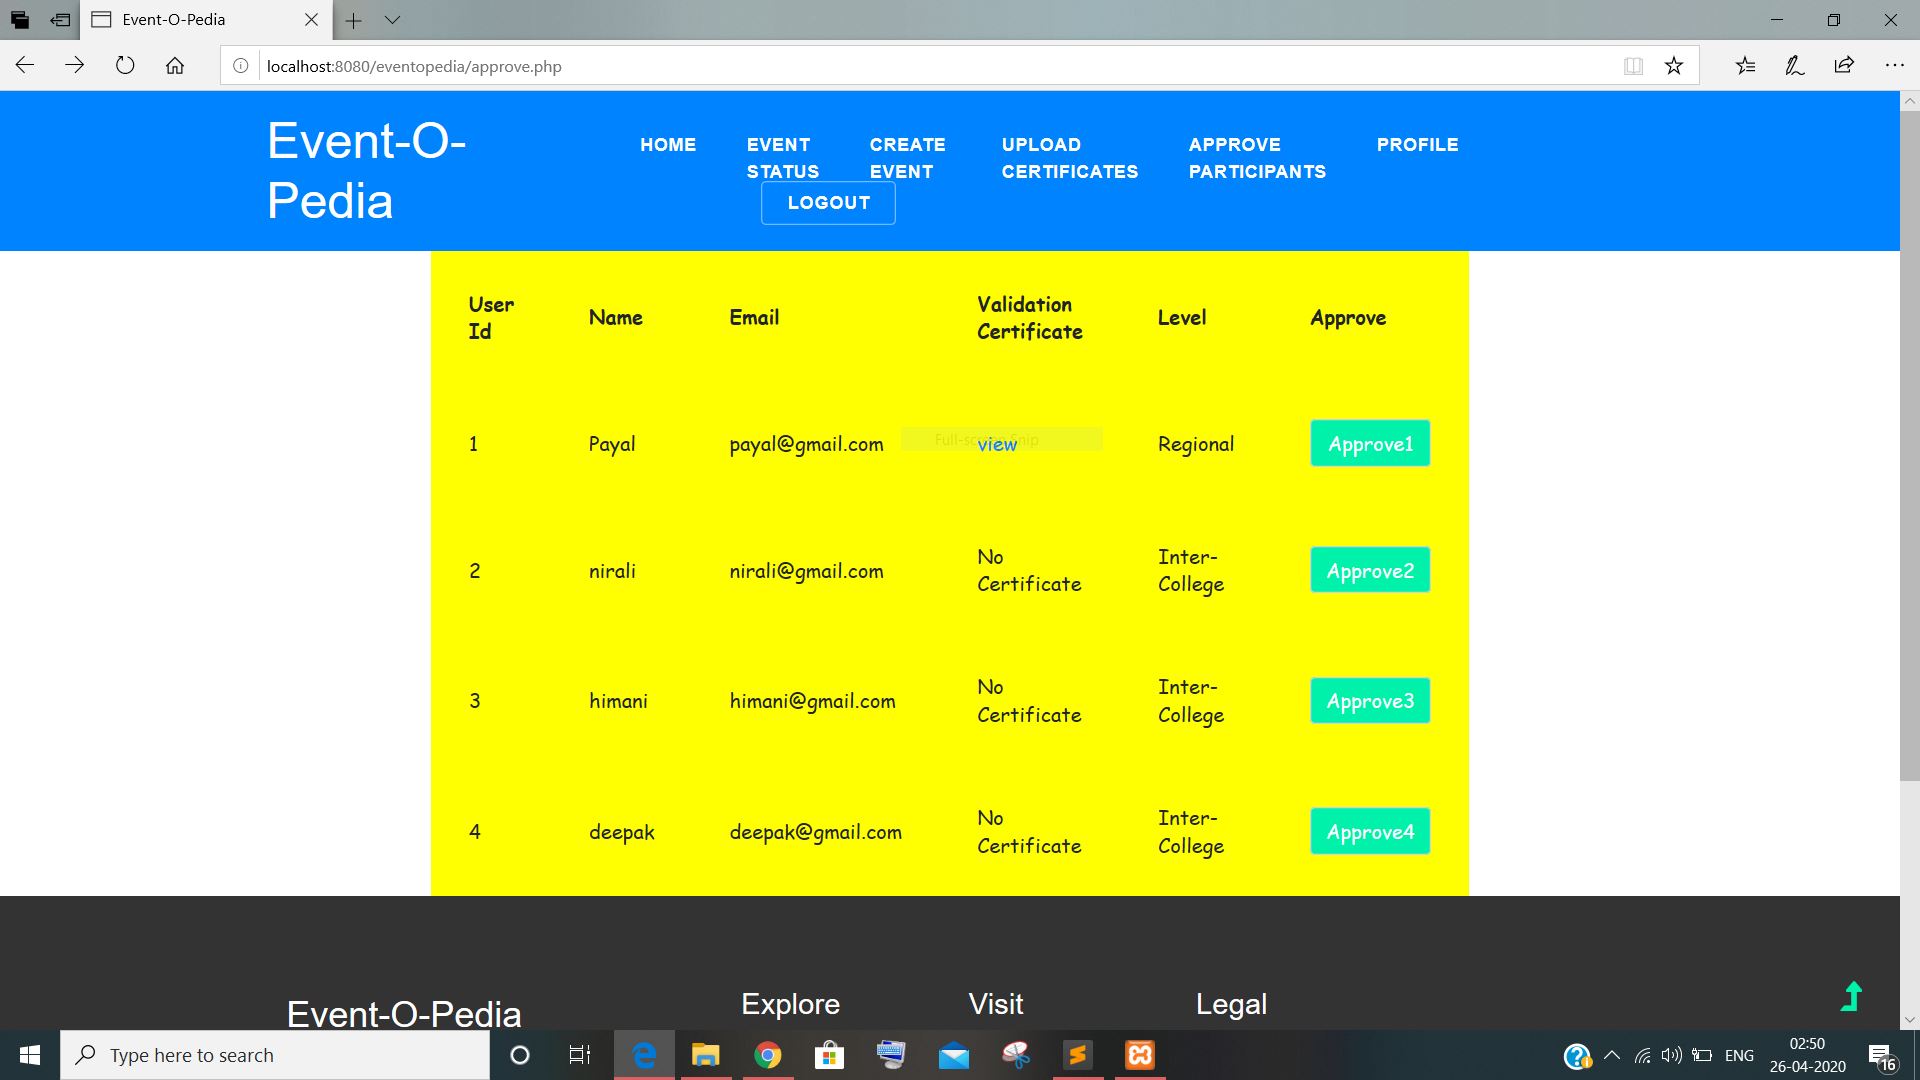 Event-O-Pedia
localhost:8080/eventopedia/approve.php
Event-O-
Pedia
HOME
EVENT
STATUS
CREATE
EVENT
UPLOAD
CERTIFICATES
APPROVE
PARTICIPANTS
PROFILE
LOGOUT
User
Id
Name
Email
Validation
Certificate
Level
Approve
1
Payal
payal@gmail.com
Full-screen Snip
view
Regional
Approve1
2
nirali
nirali@gmail.com
No
Certificate
Inter-
College
Approve2
3
himani
himani@gmail.com
No
Certificate
Inter-
College
Approve3
4
deepak
deepak@gmail.com
No
Certificate
Inter-
College
Approve4
Event-O-Pedia
Explore
Visit
Legal
Type here to search
ENG
02:50
26-04-2020
16